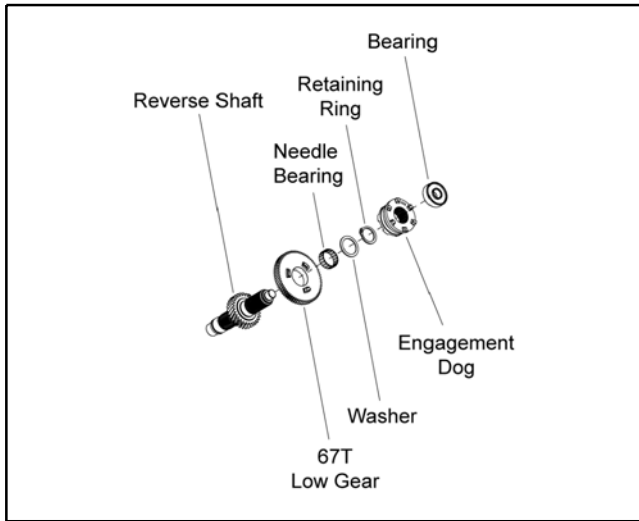 Bearing
Retaining
Ring
Reverse Shaft
Needle
Bearing
Engagement
Dog
Washer
67T
Low Gear